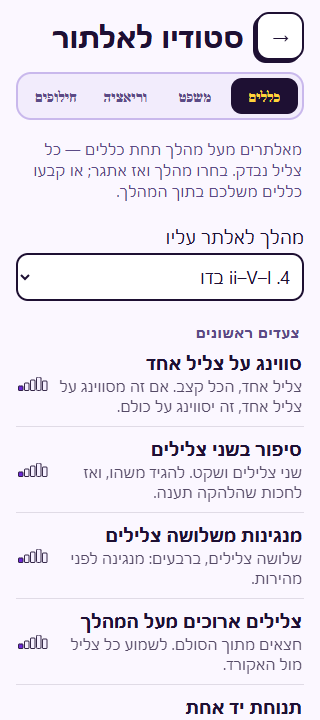 סטודיו לאלתור
כללים
משפט
וריאציה
חילופים
מאלתרים מעל מהלך תחת כללים — כל
צליל נבדק. בחרו מהלך ואז אתגר; או קבעו
כללים משלכם בתוך המהלך.
מהלך לאלתר עליו
4. ii–V–I בדו
צעדים ראשונים
סווינג על צליל אחד
צליל אחד, הכל קצב. אם זה מסווינג על
צליל אחד, זה יסווינג על כולם.
סיפור בשני צלילים
שני צלילים ושקט. להגיד משהו, ואז
לחכות שהלהקה תענה.
מנגינות משלושה צלילים
שלושה צלילים, ברבעים: מנגינה לפני
מהירות.
צלילים ארוכים מעל המהלך
חצאים מתוך הסולם. לשמוע כל צליל
מול האקורד.
תנוחת יד אחת